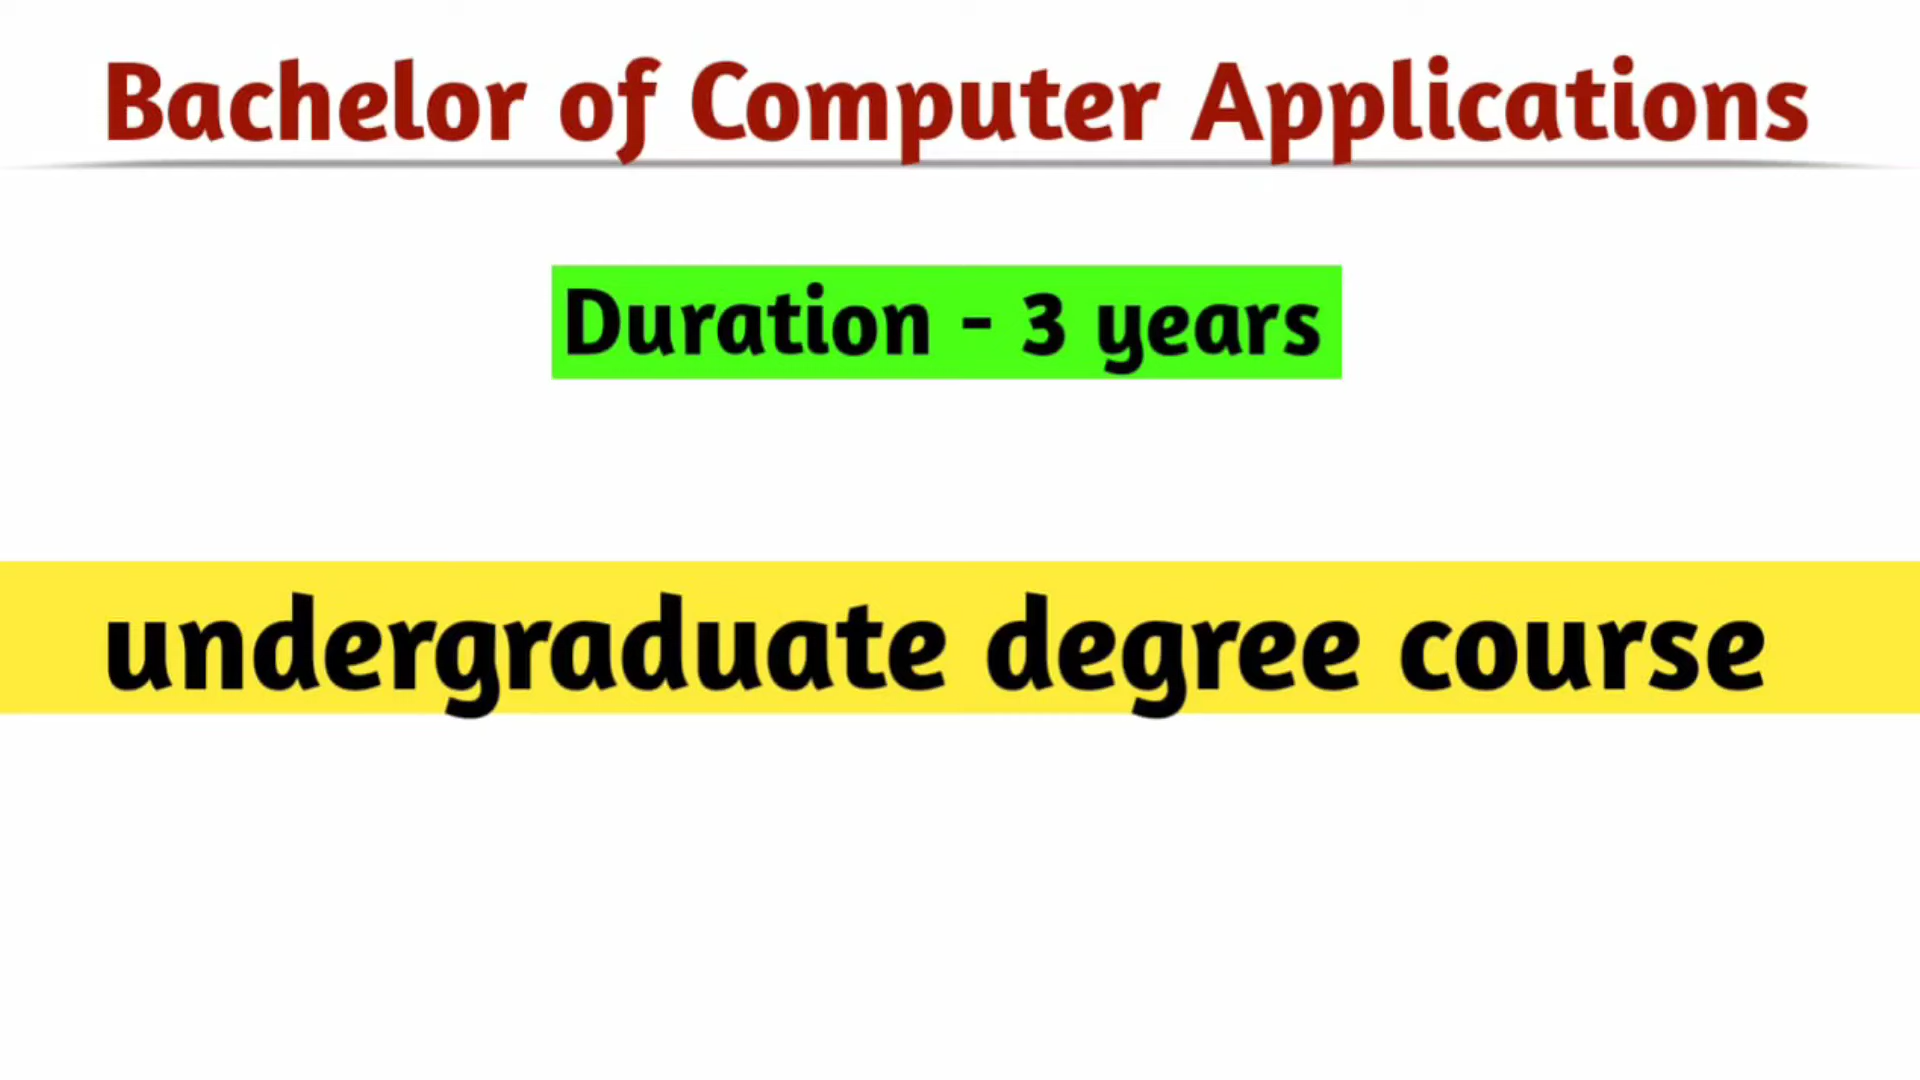 Bachelor of Computer Applications
Duration - 3 years
undergraduate degree course